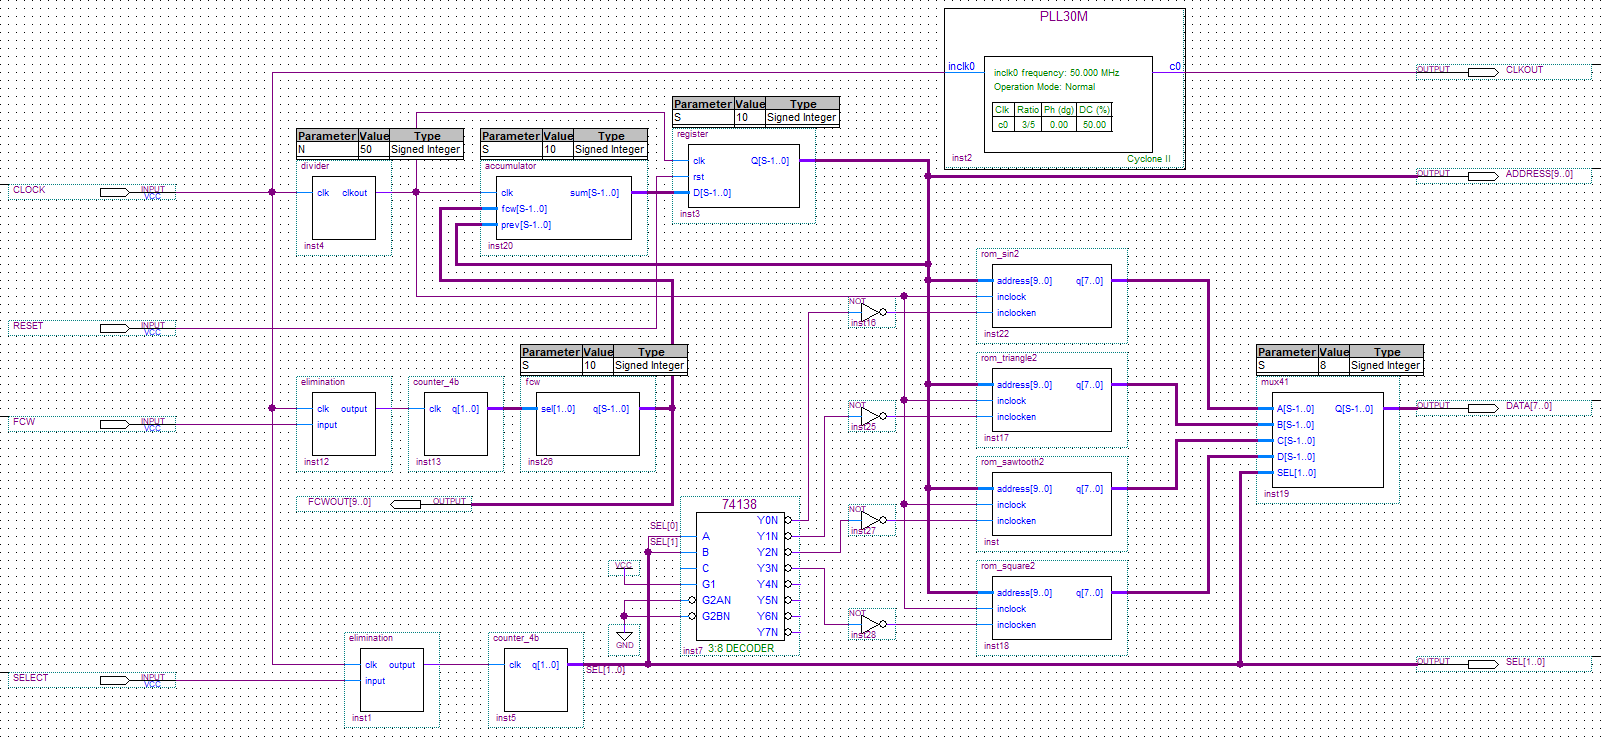 PLL30M
inclk0
c0
inclk0 frequency: 50.000 MHz
Operation Mode: Normal
Clk Ratio Ph (dg) DC (%)
c0 3/5 0.00 50.00
inst2
Cyclone II
OUTPUT CLKOUT
Parameter Value Type
S 10 Signed Integer
register
clk Q[S-1..0]
rst
D[S-1..0]
inst3
Parameter Value Type
N 50 Signed Integer
divider
clk clkout
inst4
Parameter Value Type
S 10 Signed Integer
accumulator
clk sum[S-1..0]
fcw[S-1..0]
prev[S-1..0]
inst20
CLOCK INPUT
VCC
OUTPUT ADDRESS[9..0]
RESET INPUT
VCC
rom_sin2
address[9..0] q[7..0]
inclock
inclocken
inst22
NOT
inst16
rom_triangle2
address[9..0] q[7..0]
inclock
inclocken
inst17
NOT
inst25
rom_sawtooth2
address[9..0] q[7..0]
inclock
inclocken
inst
NOT
inst27
rom_square2
address[9..0] q[7..0]
inclock
inclocken
inst18
NOT
inst28
Parameter Value Type
S 8 Signed Integer
mux41
A[S-1..0] Q[S-1..0]
B[S-1..0]
C[S-1..0]
D[S-1..0]
SEL[1..0]
inst19
OUTPUT DATA[7..0]
FCW INPUT
VCC
elimination
clk output
input
inst12
counter_4b
clk q[1..0]
inst13
Parameter Value Type
S 10 Signed Integer
fcw
sel[1..0] q[S-1..0]
inst26
FCWOUT[9..0] OUTPUT
74138
SEL[0]
SEL[1]
A
B
C
G1
G2AN
G2BN
Y0N
Y1N
Y2N
Y3N
Y4N
Y5N
Y6N
Y7N
VCC
GND
inst7 3:8 DECODER
SELECT INPUT
VCC
elimination
clk output
input
inst1
counter_4b
clk q[1..0]
inst5
SEL[1..0]
OUTPUT SEL[1..0]